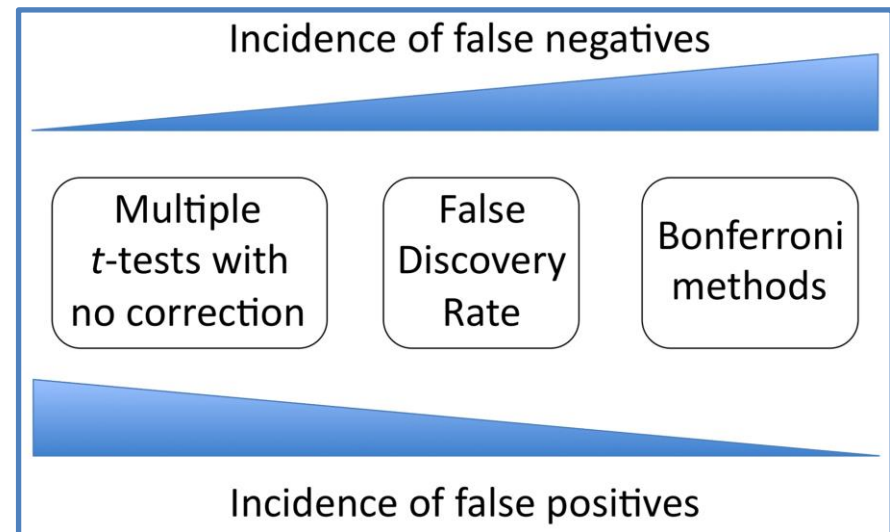 Incidence of false negatives
Multiple
t-tests with
no correction
False
Discovery
Rate
Bonferroni
methods
Incidence of false positives